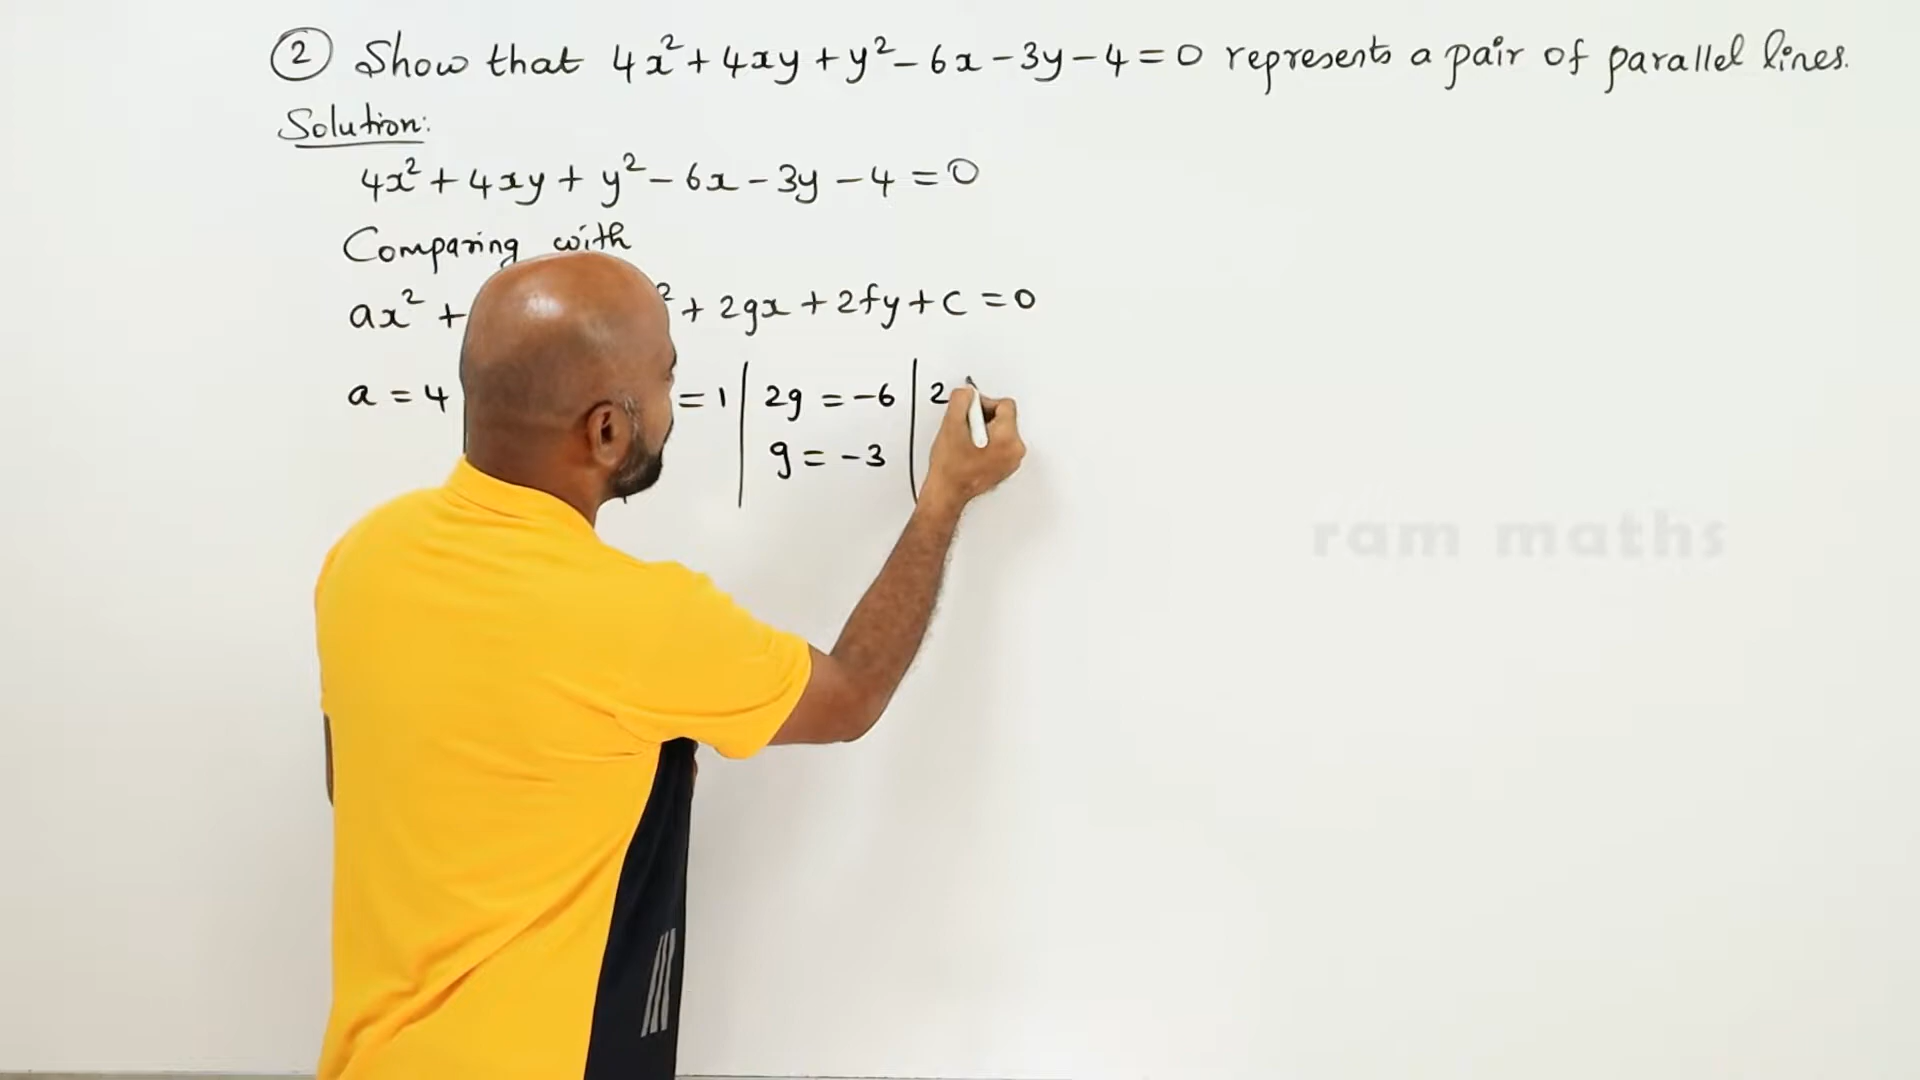 ② Show that 4x² + 4xy + y² - 6x - 3y - 4 = 0 represents a pair of parallel lines.
Solution:
4x² + 4xy + y² - 6x - 3y - 4 = 0
Comparing with
ax² + ² + 2gx + 2fy + c = 0
a = 4 = 1 | 2g = -6 | 2
g = -3
ram maths